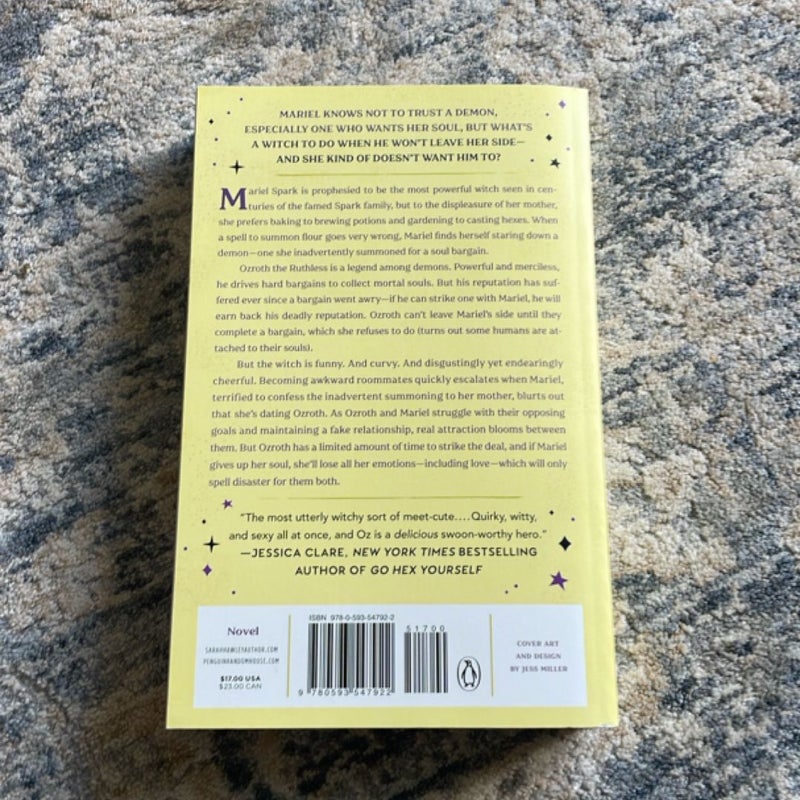 MARIEL KNOWS NOT TO TRUST A DEMON,
ESPECIALLY ONE WHO WANTS HER SOUL, BUT WHAT'S
A WITCH TO DO WHEN HE WON'T LEAVE HER SIDE—
AND SHE KIND OF DOESN'T WANT HIM TO?
Mariel Spark is prophesied to be the most powerful witch seen in cen-
turies of the famed Spark family, but to the displeasure of her mother,
she prefers baking to brewing potions and gardening to casting hexes. When
a spell to summon flour goes very wrong, Mariel finds herself staring down a
demon—one she inadvertently summoned for a soul bargain.
Ozroth the Ruthless is a legend among demons. Powerful and merciless,
he drives hard bargains to collect mortal souls. But his reputation has suf-
fered ever since a bargain went awry—if he can strike one with Mariel, he will
earn back his deadly reputation. Ozroth can't leave Mariel's side until they
complete a bargain, which she refuses to do (turns out some humans are at-
tached to their souls).
But the witch is funny. And curvy. And disgustingly yet endearingly
cheerful. Becoming awkward roommates quickly escalates when Mariel,
terrified to confess the inadvertent summoning to her mother, blurts out
that she's dating Ozroth. As Ozroth and Mariel struggle with their opposing
goals and maintaining a fake relationship, real attraction blooms between
them. But Ozroth has a limited amount of time to strike the deal, and if Mariel
gives up her soul, she'll lose all her emotions—including love—which will only
spell disaster for them both.
"The most utterly witchy sort of meet-cute....Quirky, witty,
and sexy all at once, and Oz is a delicious swoon-worthy hero."
—JESSICA CLARE, NEW YORK TIMES BESTSELLING
AUTHOR OF GO HEX YOURSELF
Novel
SARAHHAWLEYAUTHOR.COM
PENGUINRANDOMHOUSE.COM
$17.00 USA
$23.00 CAN
ISBN 978-0-593-54792-2
51700
9 780593 547922
COVER ART
AND DESIGN
BY JESS MILLER